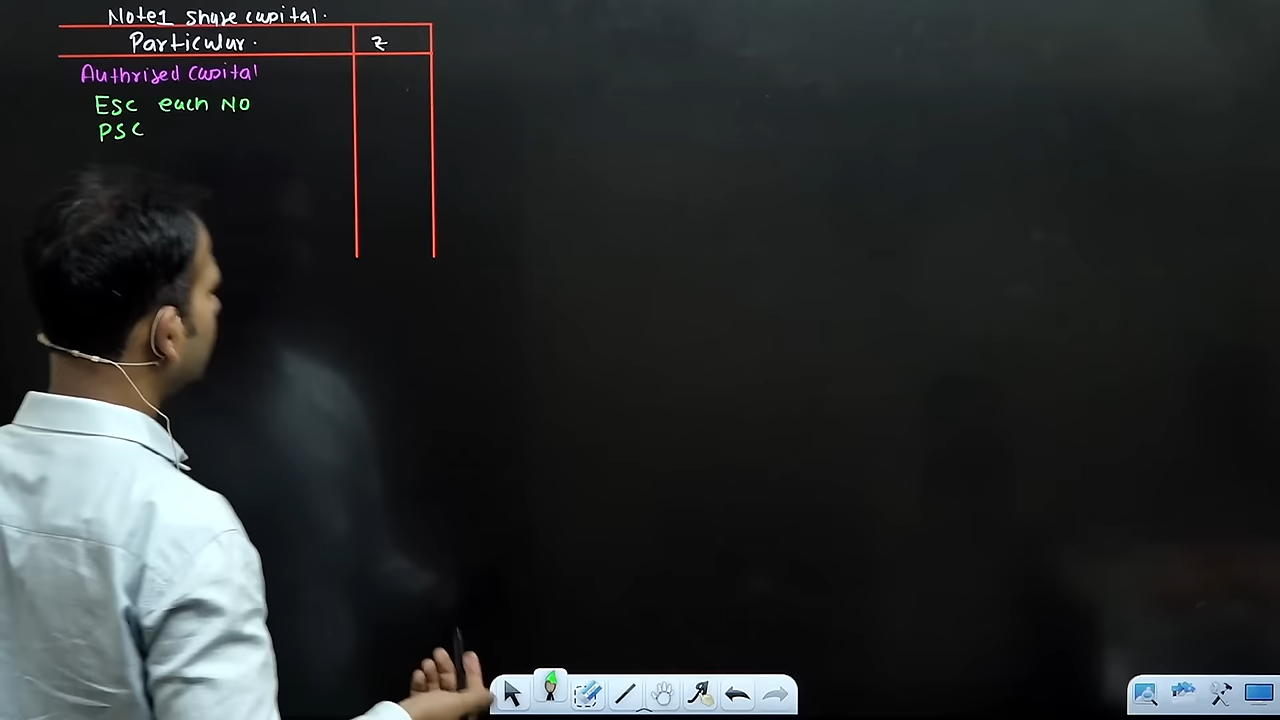 Note1 Share capital.
Particular. ₹
Authrised Capital
Esc each No
PSC